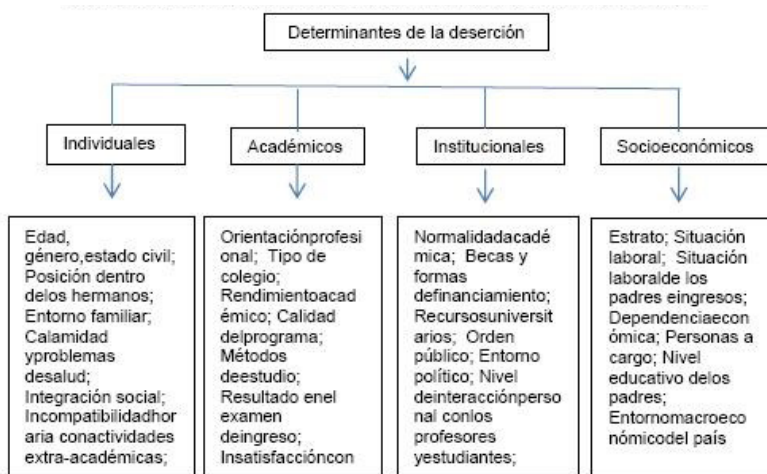 Determinantes de la deserción
Individuales
Académicos
Institucionales
Socioeconómicos
Edad,
género,estado civil;
Posición dentro
delos hermanos;
Entorno familiar;
Calamidad
yproblemas
desalud;
Integración social;
Incompatibilidadhor
aria conactividades
extra-académicas;
Orientaciónprofesi
onal; Tipo de
colegio;
Rendimientoacad
émico; Calidad
delprograma;
Métodos
deestudio;
Resultado enel
examen
deingreso;
Insatisfaccióncon
Normalidadacadé
mica; Becas y
formas
definanciamiento;
Recursosuniversit
arios; Orden
público; Entorno
político; Nivel
deinteracciónperso
nal conlos
profesores
yestudiantes;
Estrato; Situación
laboral; Situación
laboralde los
padres eingresos;
Dependenciaecon
ómica; Personas a
cargo; Nivel
educativo delos
padres;
Entornomacroeco
nómicodel país